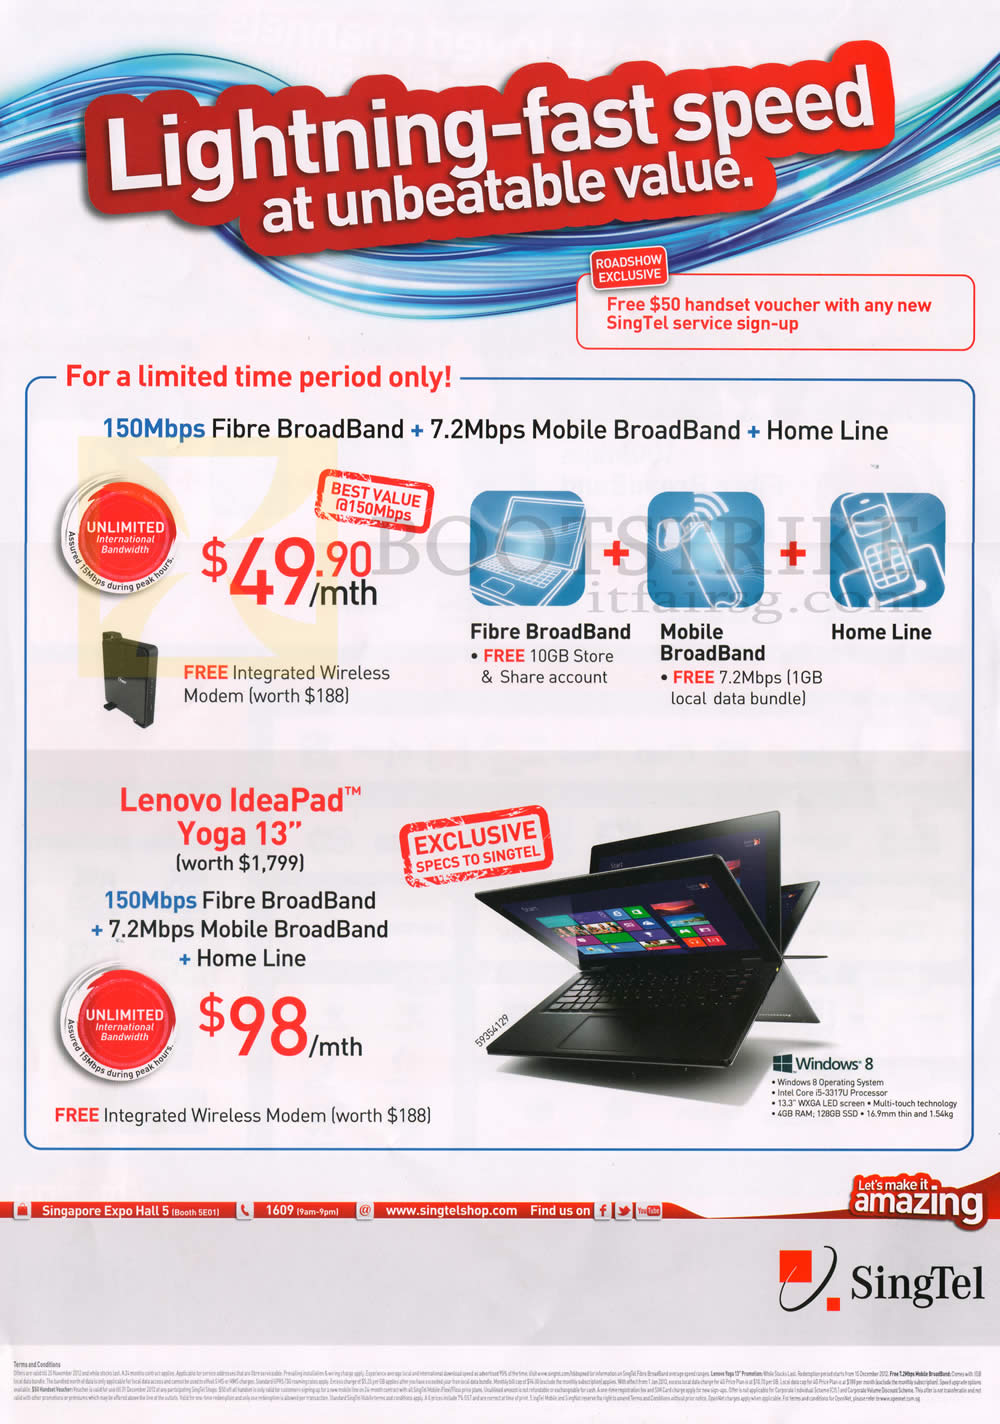 Lightning-fast speed
at unbeatable value.
ROADSHOW
EXCLUSIVE
Free $50 handset voucher with any new
SingTel service sign-up
For a limited time period only!
150Mbps Fibre BroadBand + 7.2Mbps Mobile BroadBand + Home Line
UNLIMITED
International
Bandwidth
Assured 15Mbps during peak hours.
BEST VALUE
@150Mbps
$49.90/mth
BOOTSTRIKE
itfairsg.com
FREE Integrated Wireless
Modem (worth $188)
Fibre BroadBand
• FREE 10GB Store
& Share account
Mobile
BroadBand
• FREE 7.2Mbps (1GB
local data bundle)
Home Line
Lenovo IdeaPad™
Yoga 13”
(worth $1,799)
150Mbps Fibre BroadBand
+ 7.2Mbps Mobile BroadBand
+ Home Line
UNLIMITED
International
Bandwidth
Assured 15Mbps during peak hours.
$98/mth
FREE Integrated Wireless Modem (worth $188)
EXCLUSIVE
SPECS TO SINGTEL
Start
Start
59354129
Windows 8
• Windows 8 Operating System
• Intel Core i5-3317U Processor
• 13.3" WXGA LED screen • Multi-touch technology
• 4GB RAM; 128GB SSD • 16.9mm thin and 1.54kg
Singapore Expo Hall 5 (Booth 5E01)
1609 (9am-9pm)
@ www.singtelshop.com
Find us on f You Tube
Let's make it
amazing
SingTel
Terms and Conditions